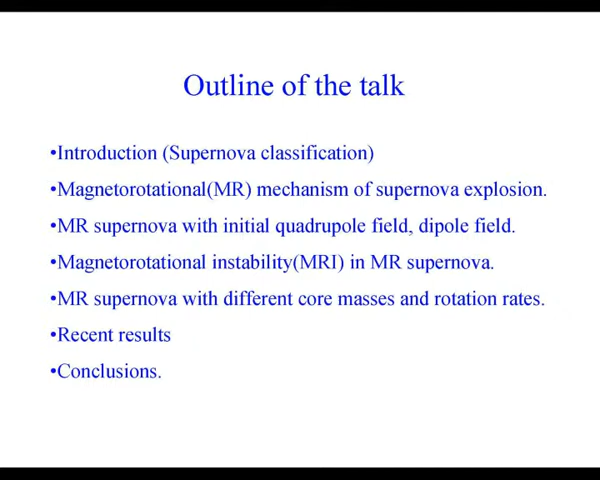 Outline of the talk
•Introduction (Supernova classification)
•Magnetorotational(MR) mechanism of supernova explosion.
•MR supernova with initial quadrupole field, dipole field.
•Magnetorotational instability(MRI) in MR supernova.
•MR supernova with different core masses and rotation rates.
•Recent results
•Conclusions.